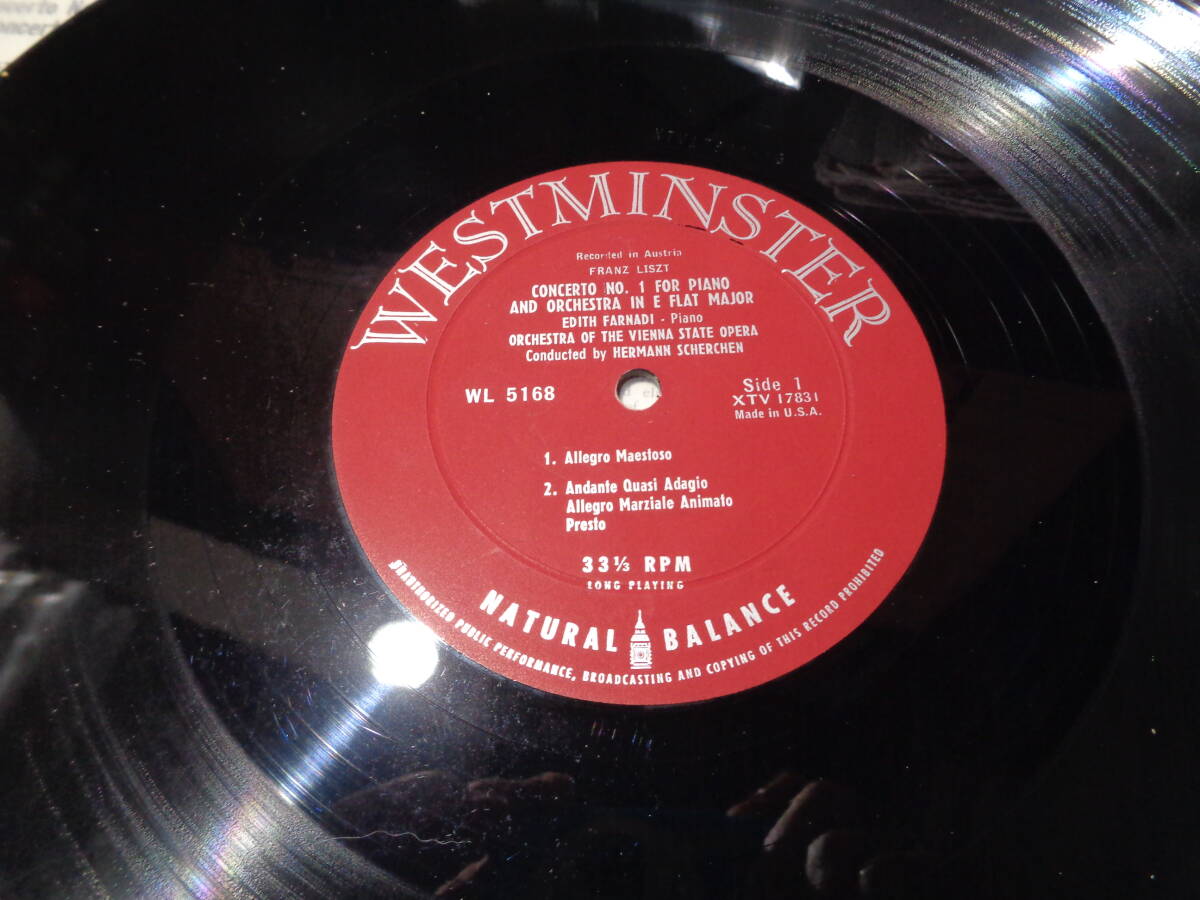 WESTMINSTER
Recorded in Austria
FRANZ LISZT
CONCERTO NO. 1 FOR PIANO
AND ORCHESTRA IN E FLAT MAJOR
EDITH FARNADI - Piano
ORCHESTRA OF THE VIENNA STATE OPERA
Conducted by HERMANN SCHERCHEN
WL 5168
Side 1
XTV 17831
Made in U.S.A.
1. Allegro Maestoso
2. Andante Quasi Adagio
Allegro Marziale Animato
Presto
33⅓ RPM
LONG PLAYING
NATURAL BALANCE
UNAUTHORIZED PUBLIC PERFORMANCE, BROADCASTING AND COPYING OF THIS RECORD PROHIBITED